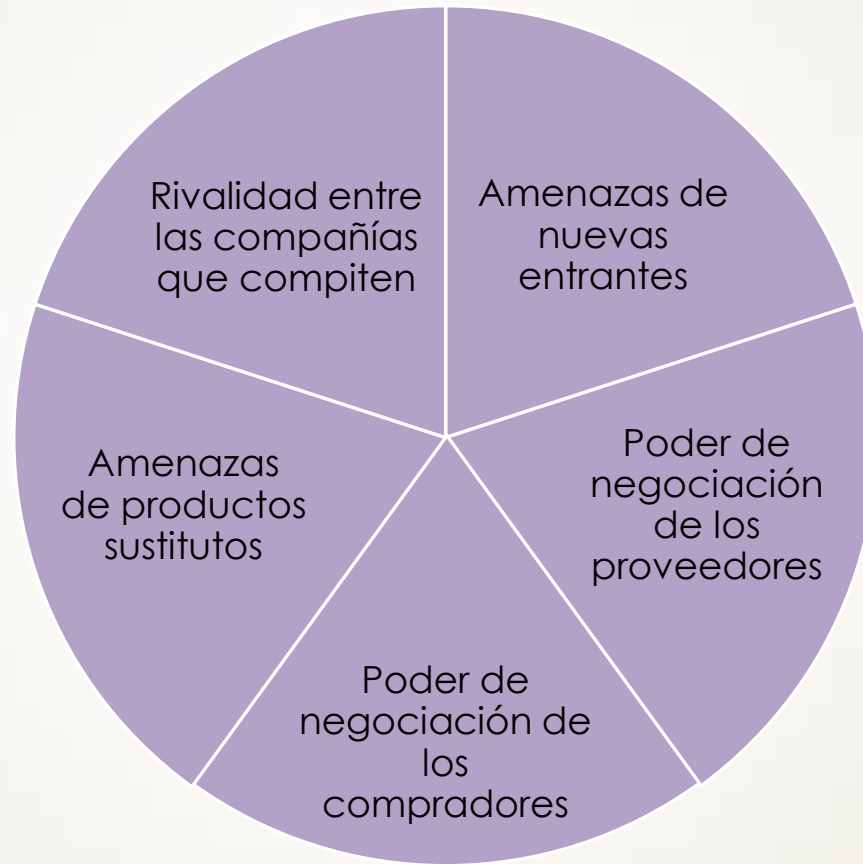 Rivalidad entre
las compañías
que compiten
Amenazas de
nuevas
entrantes
Poder de
negociación
de los
proveedores
Poder de
negociación de
los
compradores
Amenazas
de productos
sustitutos